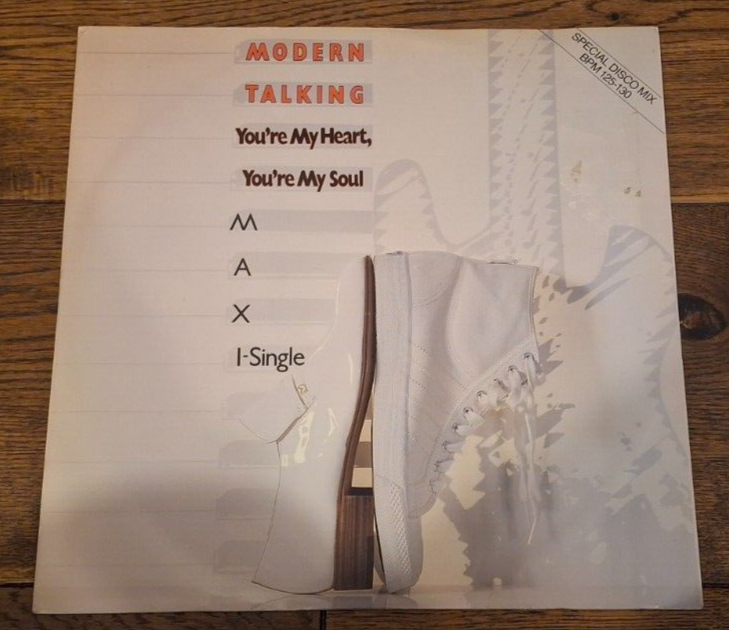 MODERN
TALKING
You're My Heart,
You're My Soul
M
A
X
I-Single
SPECIAL DISCO MIX
BPM 125-130